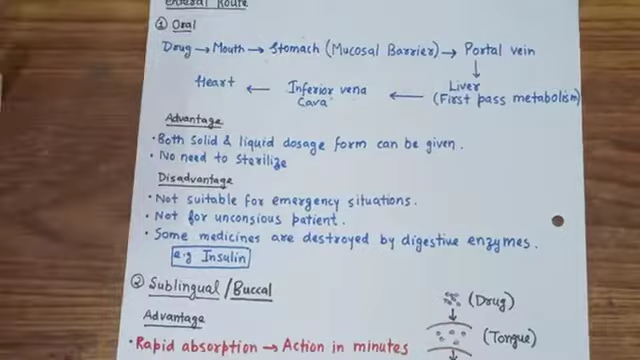 Enteral Route
① Oral
Drug → Mouth → Stomach (Mucosal Barrier) → Portal vein
Heart ← Inferior vena Cava ← Liver (First pass metabolism)
Advantage
• Both solid & liquid dosage form can be given.
• No need to sterilize
Disadvantage
• Not suitable for emergency situations.
• Not for unconsious patient.
• Some medicines are destroyed by digestive enzymes.
e.g Insulin
② Sublingual/Buccal
(Drug)
Advantage
(Tongue)
• Rapid absorption → Action in minutes